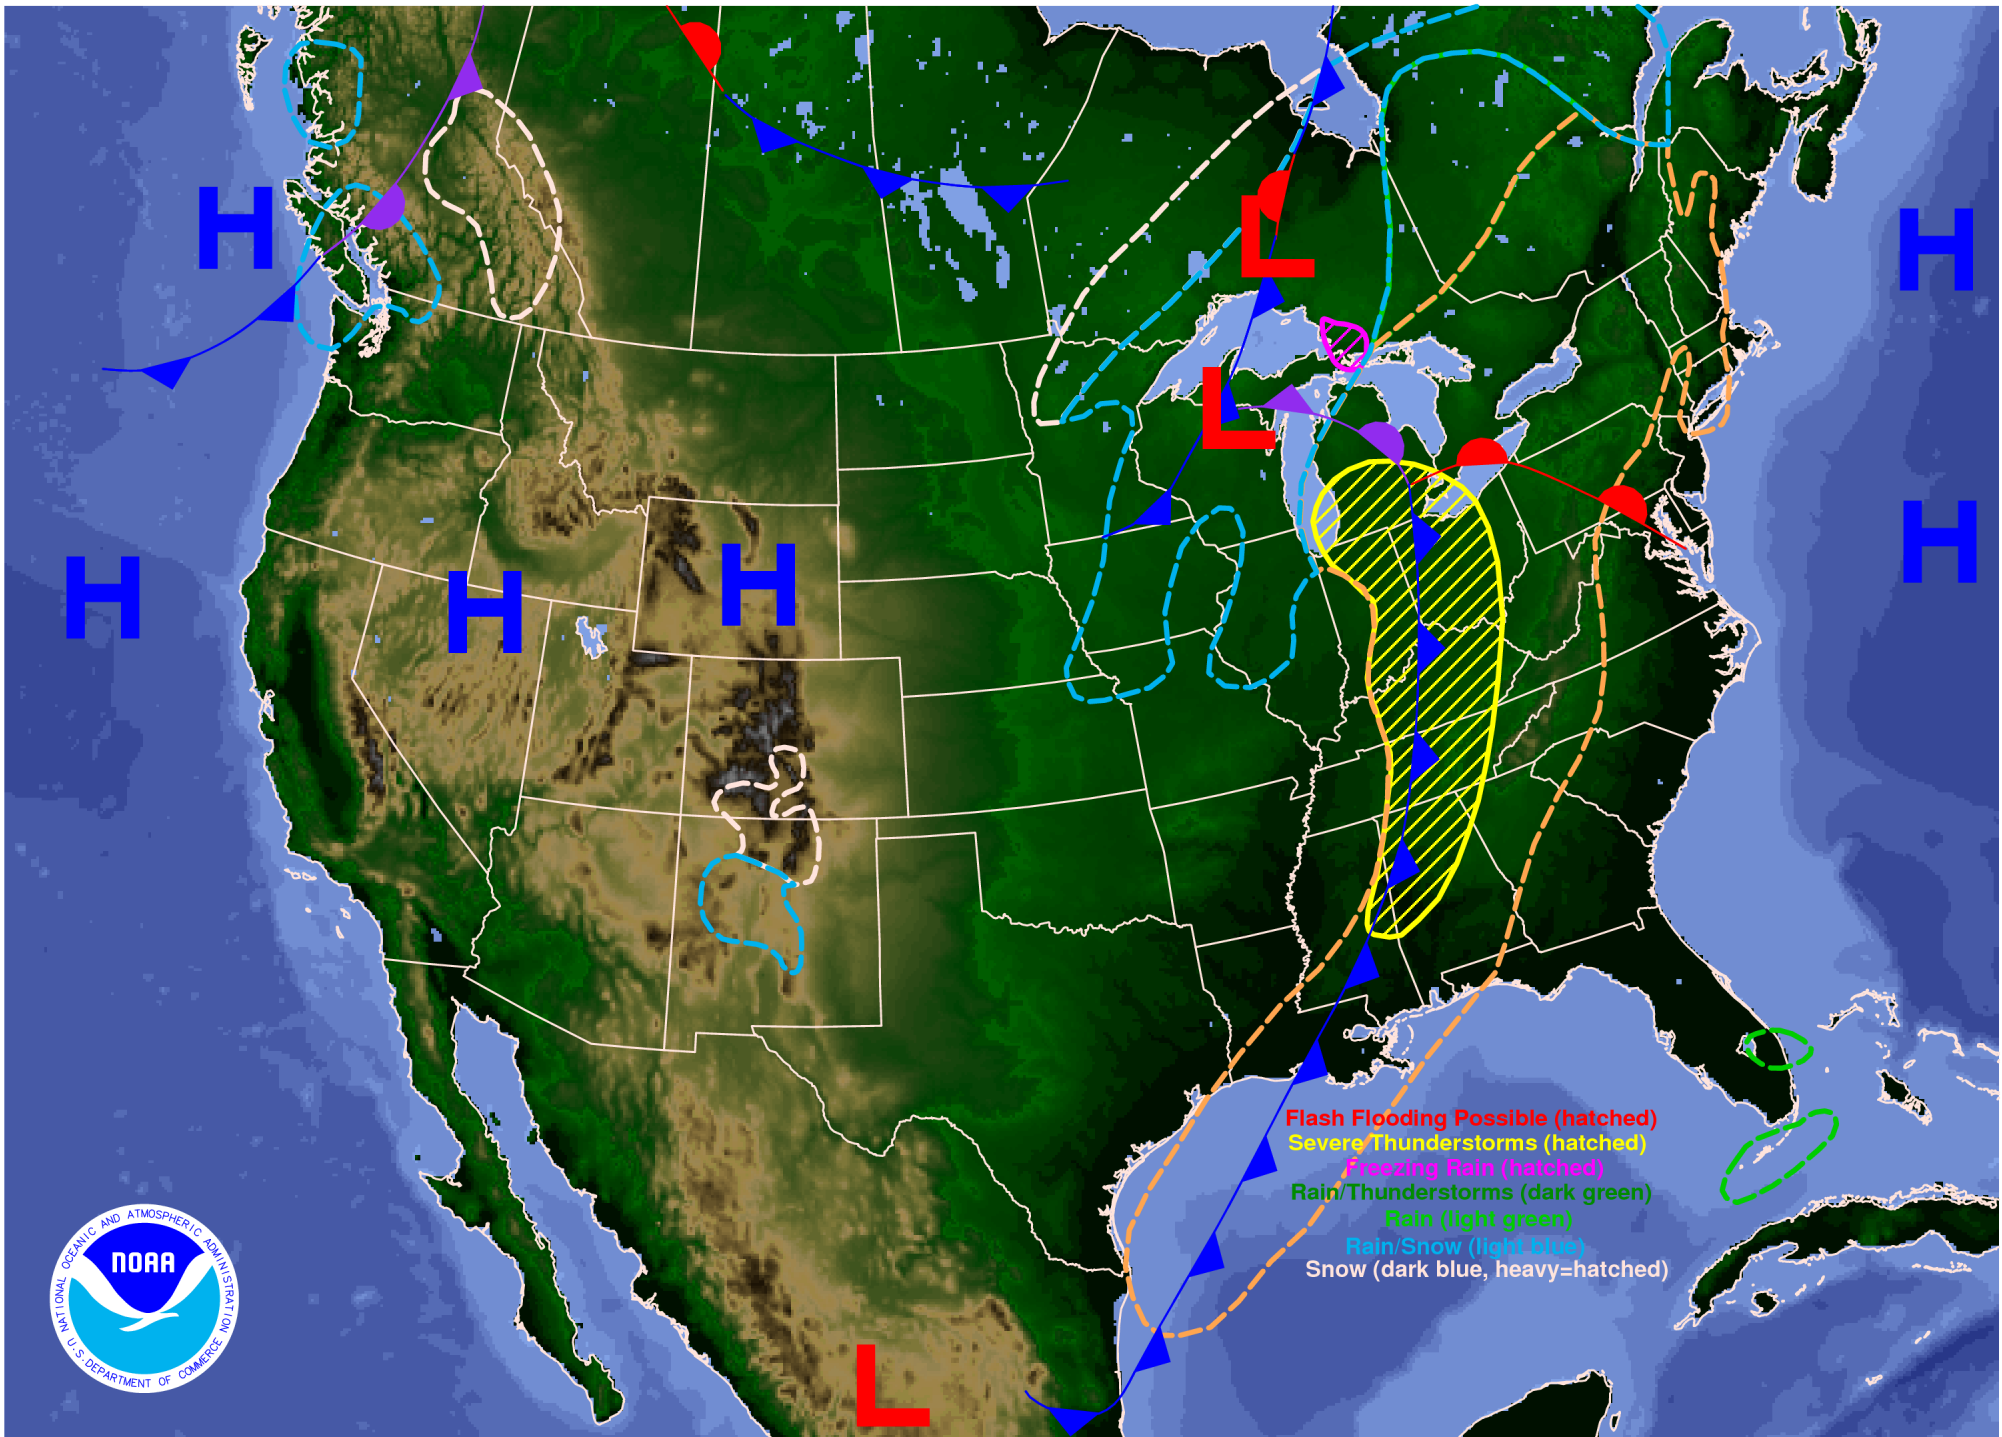 H
L
H
L
H
H
H
H
H
Flash Flooding Possible (hatched)
Severe Thunderstorms (hatched)
Freezing Rain (hatched)
Rain/Thunderstorms (dark green)
Rain (light green)
Rain/Snow (light blue)
Snow (dark blue, heavy=hatched)
NATIONAL OCEANIC AND ATMOSPHERIC ADMINISTRATION
NOAA
U.S. DEPARTMENT OF COMMERCE
L